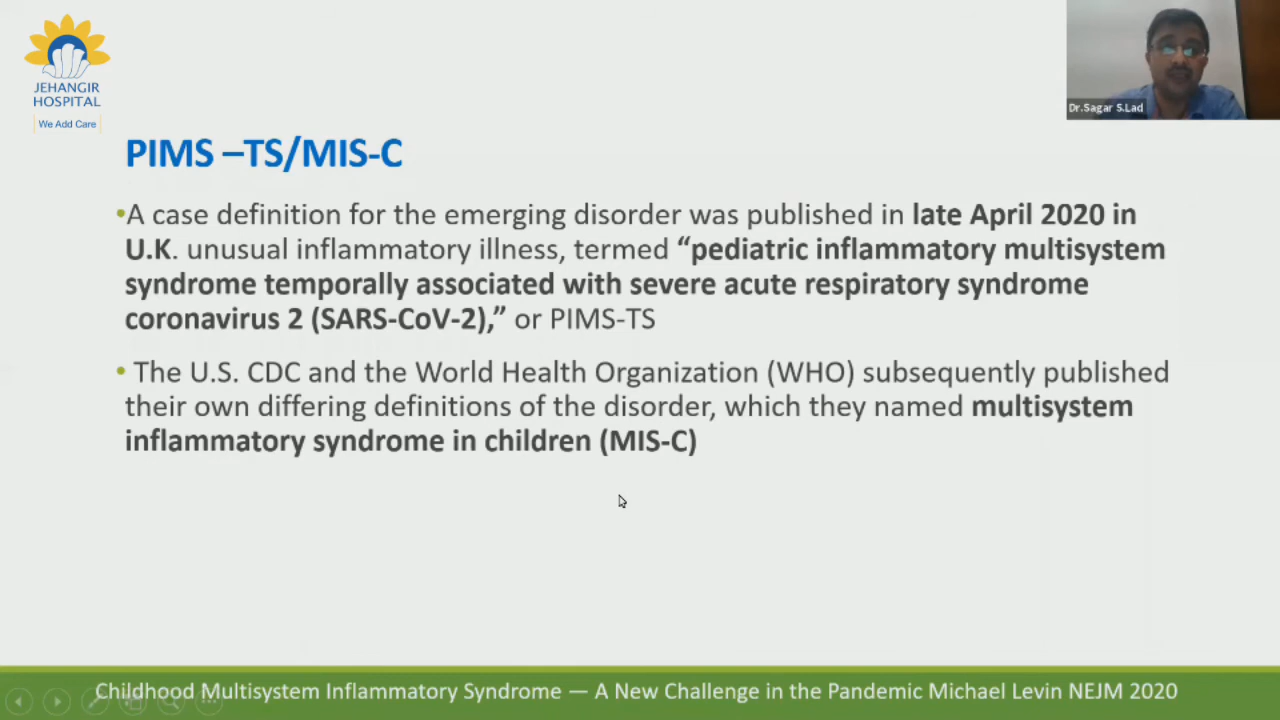 JEHANGIR
HOSPITAL
We Add Care
Dr.Sagar S.Lad
PIMS –TS/MIS-C
•A case definition for the emerging disorder was published in late April 2020 in
U.K. unusual inflammatory illness, termed “pediatric inflammatory multisystem
syndrome temporally associated with severe acute respiratory syndrome
coronavirus 2 (SARS-CoV-2),” or PIMS-TS
• The U.S. CDC and the World Health Organization (WHO) subsequently published
their own differing definitions of the disorder, which they named multisystem
inflammatory syndrome in children (MIS-C)
Childhood Multisystem Inflammatory Syndrome — A New Challenge in the Pandemic Michael Levin NEJM 2020